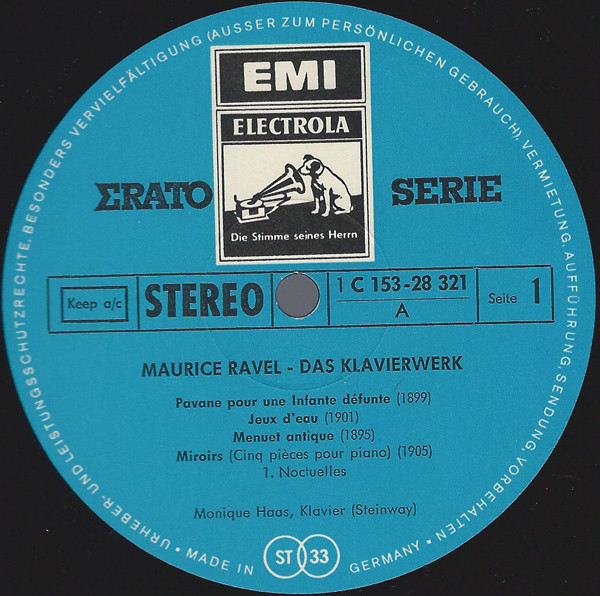 URHEBER- UND LEISTUNGSSCHUTZRECHTE, BESONDERS VERVIELFÄLTIGUNG (AUSSER ZUM PERSÖNLICHEN GEBRAUCH), VERMIETUNG, AUFFÜHRUNG, SENDUNG, VORBEHALTEN
EMI
ELECTROLA
Die Stimme seines Herrn
ΣRATO SERIE
Keep a/c
STEREO
1 C 153-28 321
A
Seite 1
MAURICE RAVEL - DAS KLAVIERWERK
Pavane pour une Infante défunte (1899)
Jeux d'eau (1901)
Menuet antique (1895)
Miroirs (Cinq pièces pour piano) (1905)
1. Noctuelles
Monique Haas, Klavier (Steinway)
• MADE IN GERMANY •
ST 33